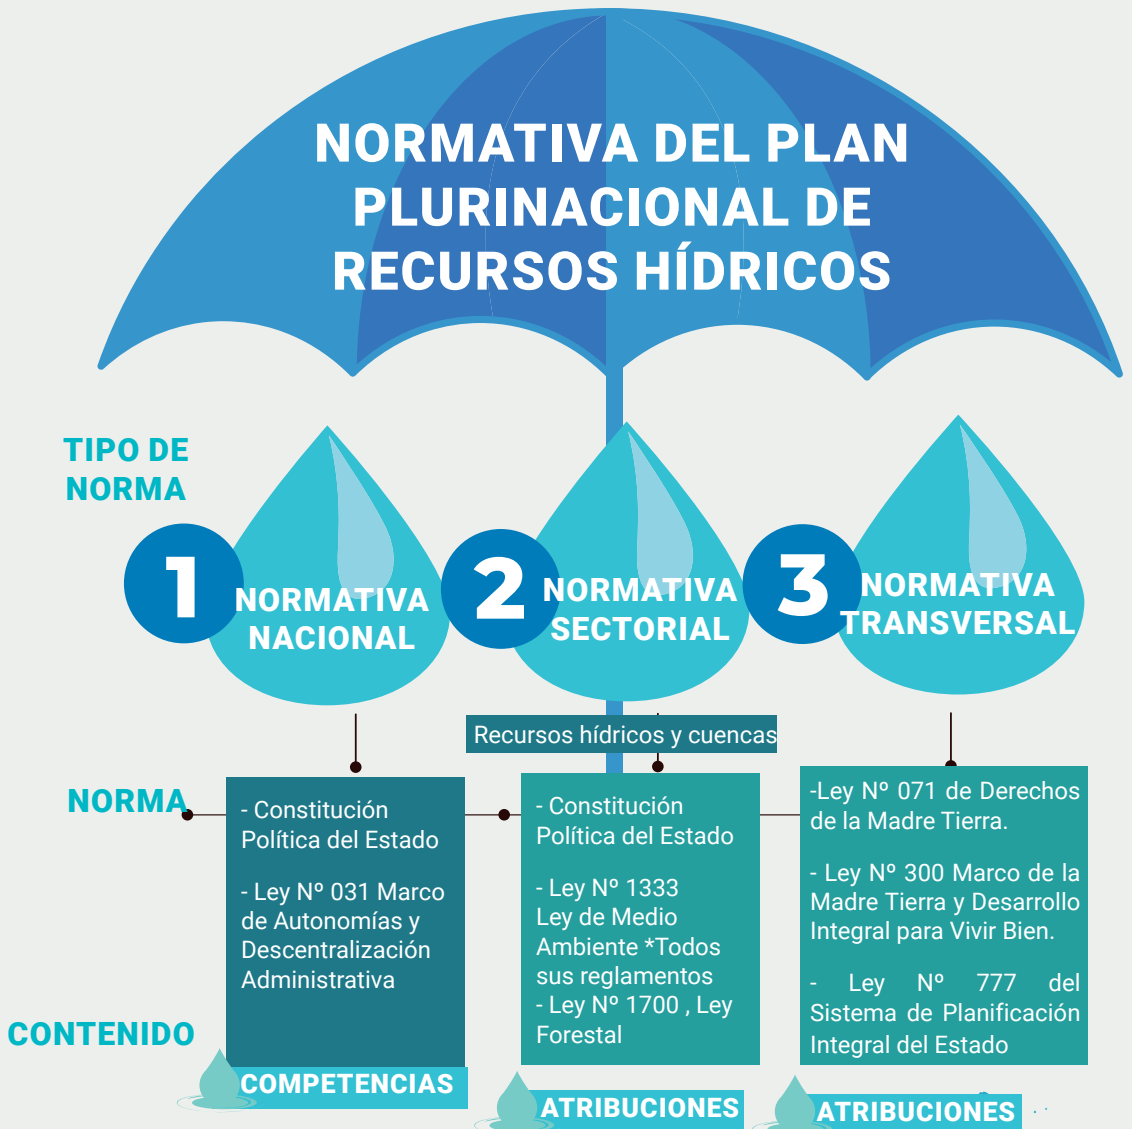 NORMATIVA DEL PLAN
PLURINACIONAL DE
RECURSOS HÍDRICOS
TIPO DE
NORMA
1
NORMATIVA
NACIONAL
2
NORMATIVA
SECTORIAL
3
NORMATIVA
TRANSVERSAL
Recursos hídricos y cuencas
NORMA
- Constitución
Política del Estado
- Ley Nº 031 Marco
de Autonomías y
Descentralización
Administrativa
- Constitución
Política del Estado
- Ley Nº 1333
Ley de Medio
Ambiente *Todos
sus reglamentos
- Ley Nº 1700 , Ley
Forestal
-Ley Nº 071 de Derechos
de la Madre Tierra.
- Ley Nº 300 Marco de la
Madre Tierra y Desarrollo
Integral para Vivir Bien.
- Ley Nº 777 del
Sistema de Planificación
Integral del Estado
CONTENIDO
COMPETENCIAS
ATRIBUCIONES
ATRIBUCIONES